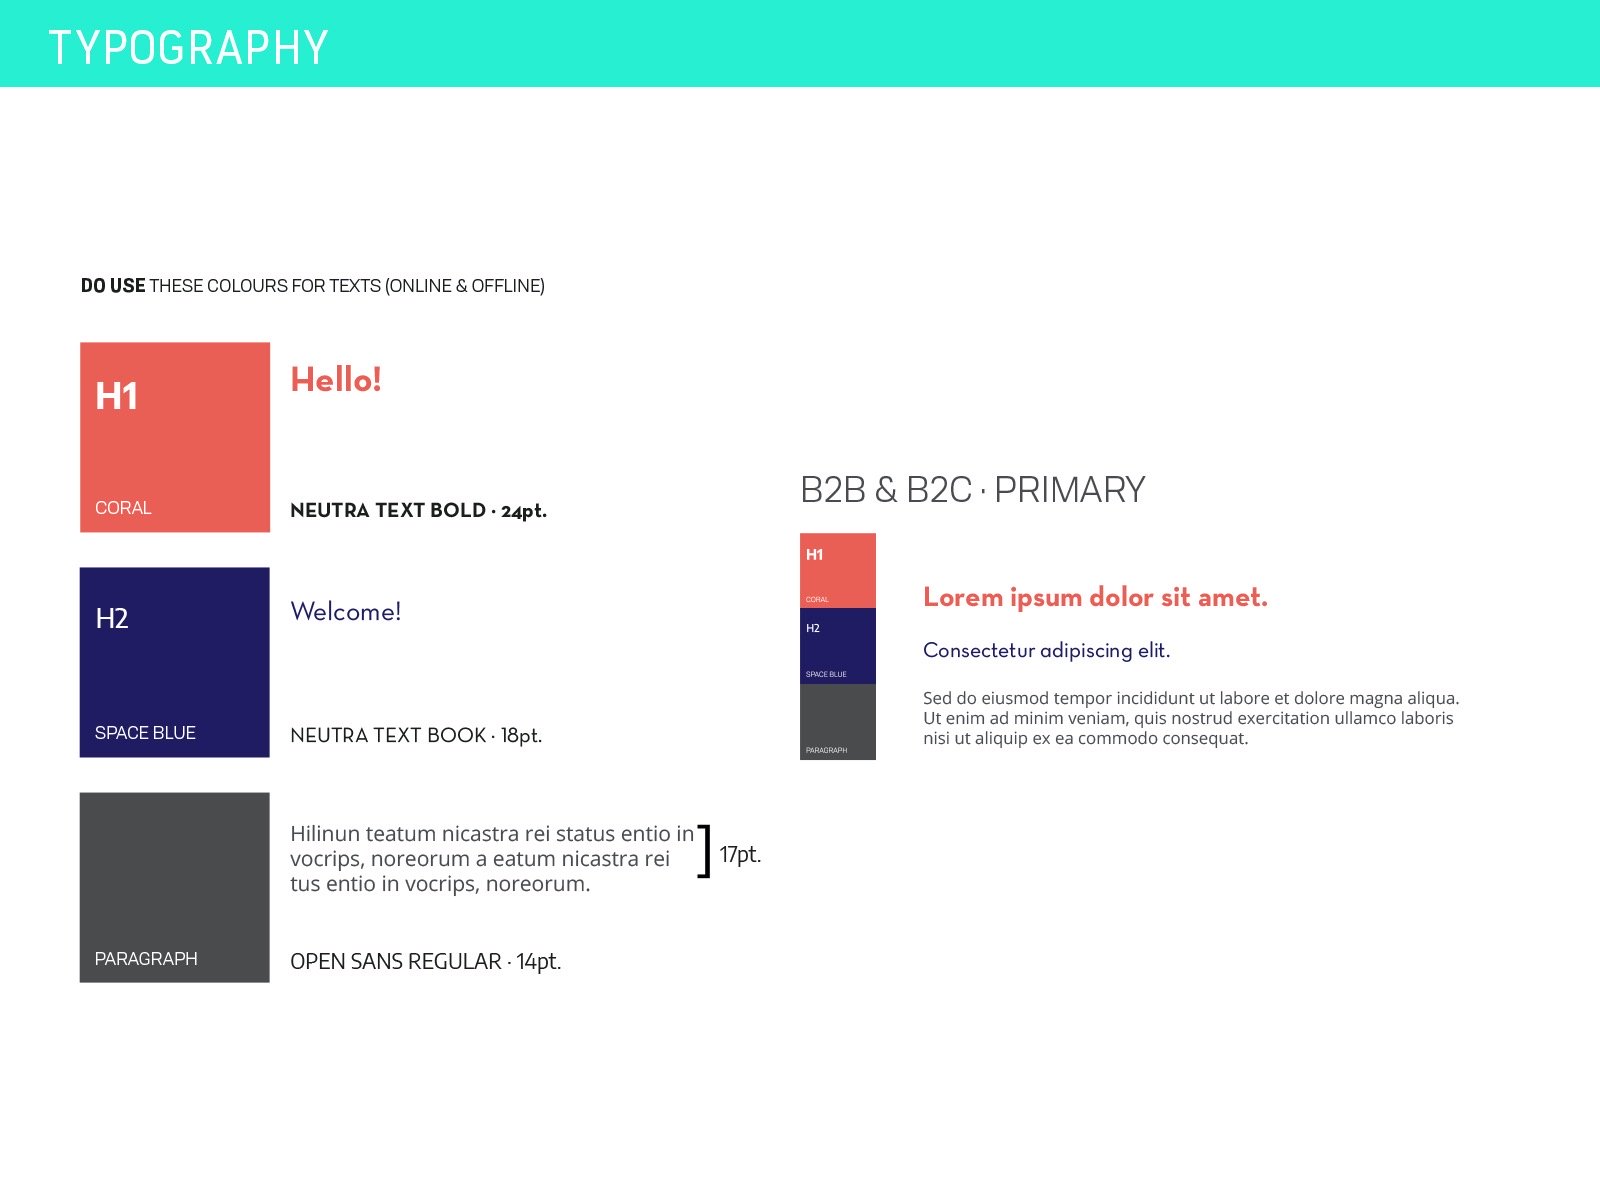 TYPOGRAPHY
DO USE THESE COLOURS FOR TEXTS (ONLINE & OFFLINE)
H1
CORAL
Hello!
NEUTRA TEXT BOLD · 24pt.
H2
SPACE BLUE
Welcome!
NEUTRA TEXT BOOK · 18pt.
PARAGRAPH
Hilinun teatum nicastra rei status entio in
vocrips, noreorum a eatum nicastra rei
tus entio in vocrips, noreorum.
17pt.
OPEN SANS REGULAR · 14pt.
B2B & B2C · PRIMARY
H1
CORAL
H2
SPACE BLUE
PARAGRAPH
Lorem ipsum dolor sit amet.
Consectetur adipiscing elit.
Sed do eiusmod tempor incididunt ut labore et dolore magna aliqua.
Ut enim ad minim veniam, quis nostrud exercitation ullamco laboris
nisi ut aliquip ex ea commodo consequat.